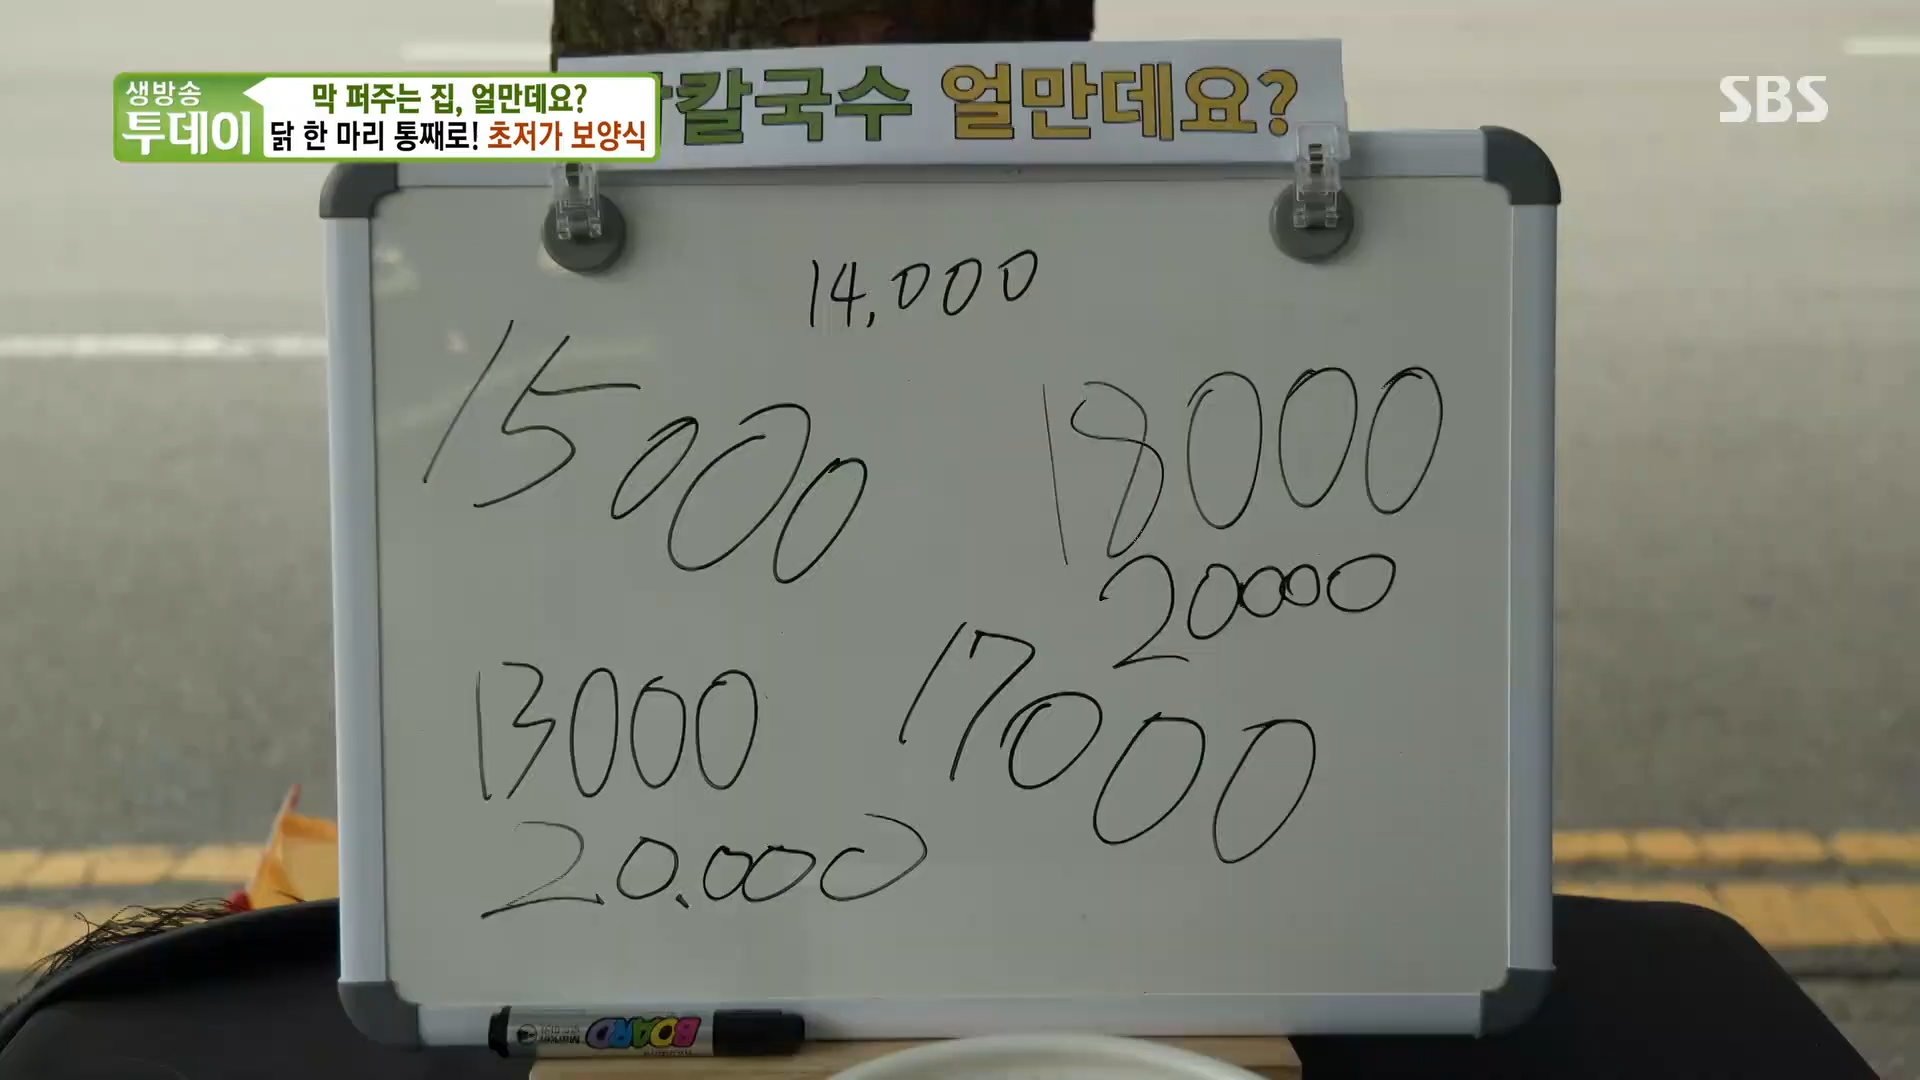 생방송
투데이
막 퍼주는 집, 얼만데요?
닭 한 마리 통째로! 초저가 보양식
SBS
칼국수 얼만데요?
14,000
15000
18000
20000
13000
17000
20.000
BOARD
Marker